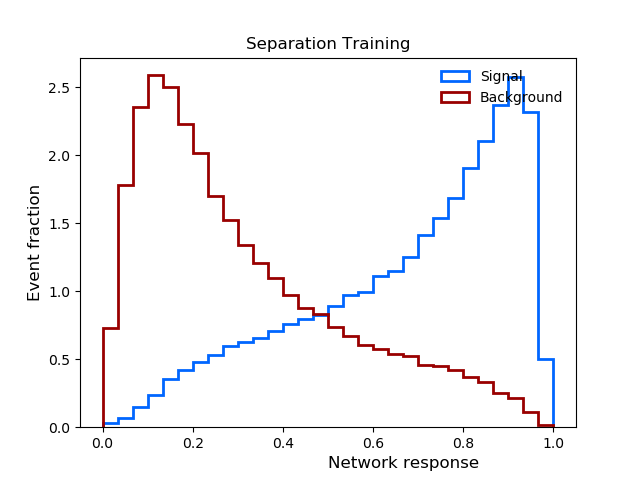 Separation Training
Signal
Background
Event fraction
2.5
2.0
1.5
1.0
0.5
0.0
0.0 0.2 0.4 0.6 0.8 1.0
Network response